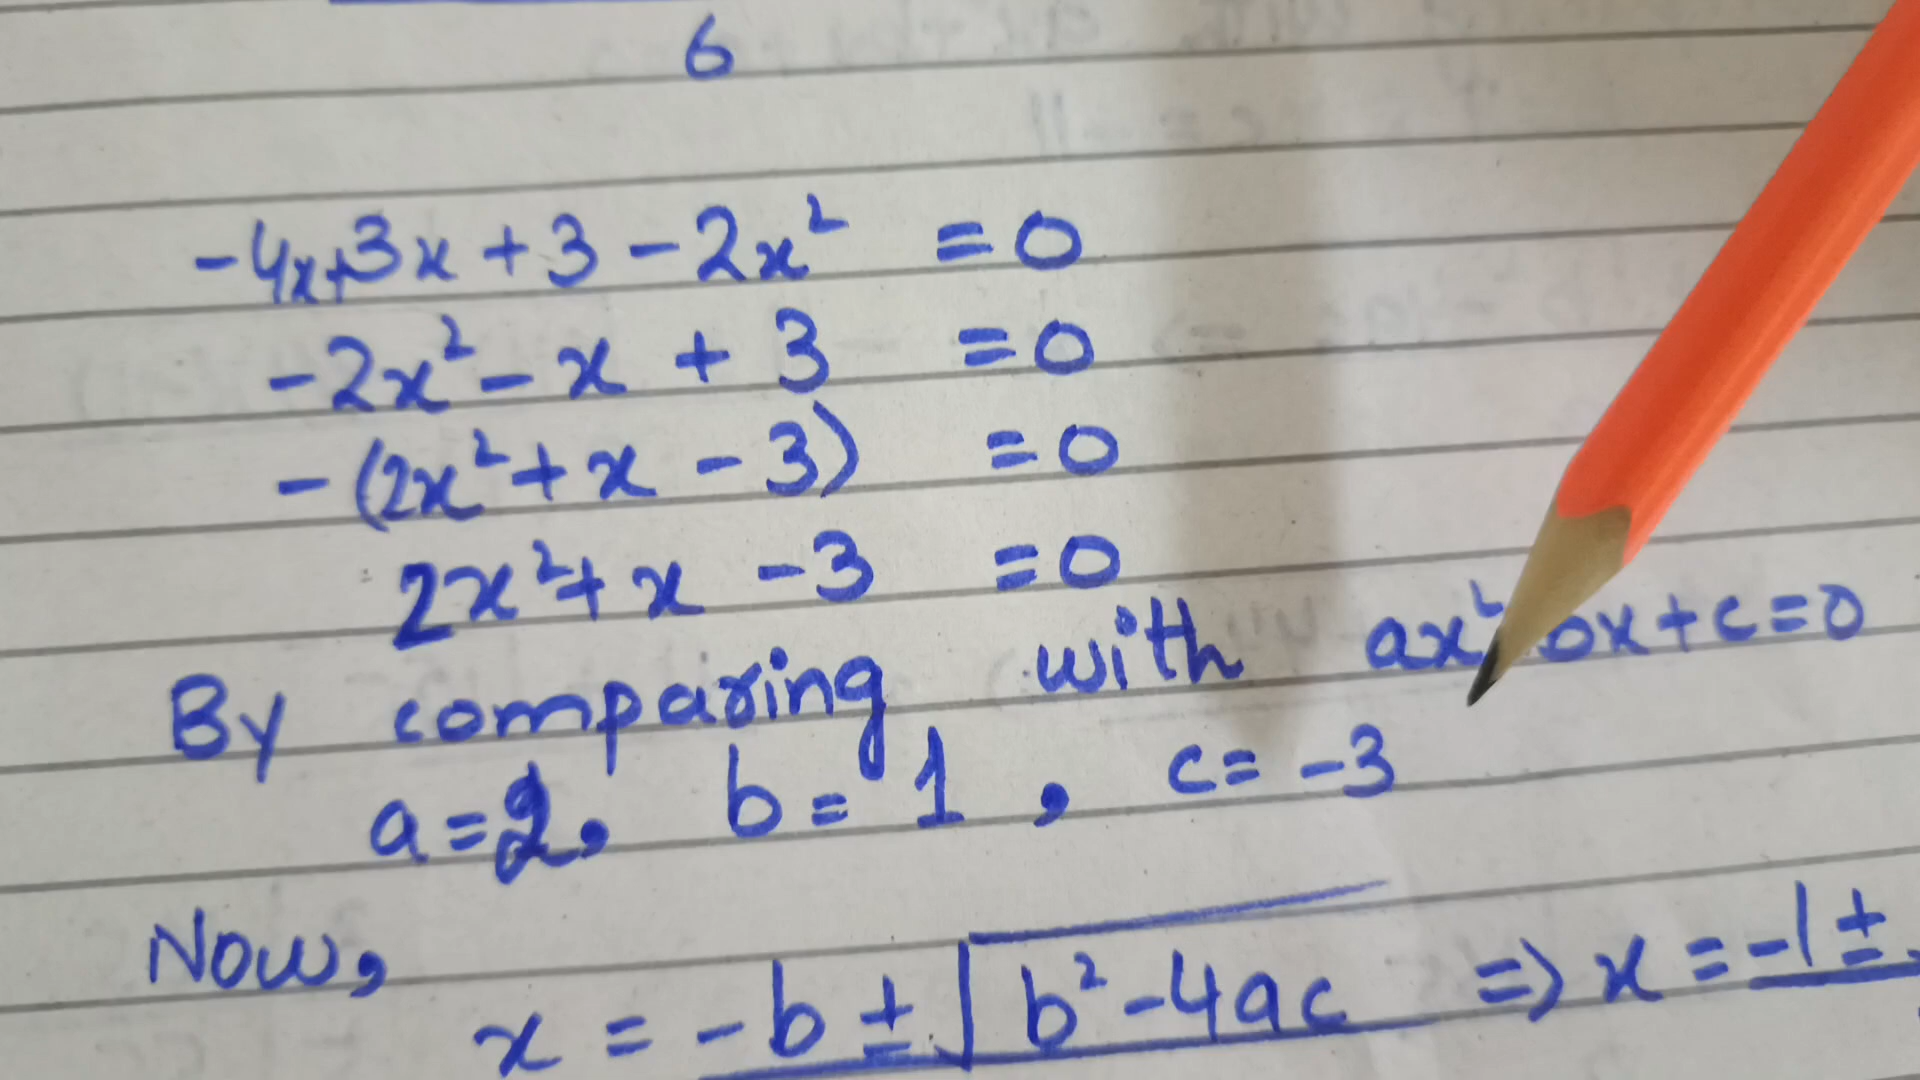 6
-4x+3x+3-2x² =0
-2x²-x+3 =0
-(2x²+x-3) =0
2x²+x-3 =0
By comparing with ax² bx+c=0
a=2, b=1, c=-3
Now,
x=-b±√b²-4ac ⇒ x=-1±